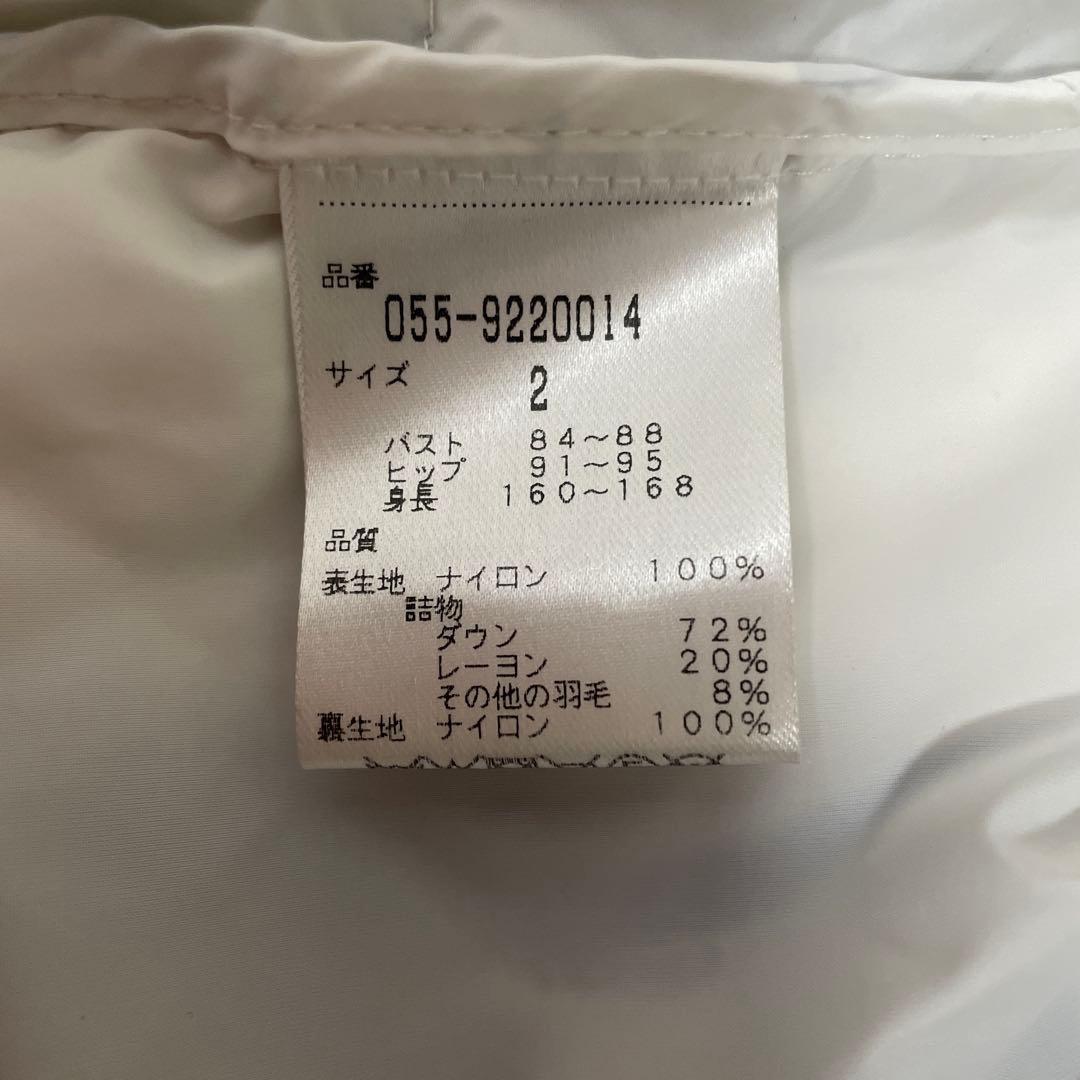 品番
055-9220014
サイズ 2
バスト 84〜88
ヒップ 91〜95
身長 160〜168
品質
表生地 ナイロン 100%
詰物
ダウン 72%
レーヨン 20%
その他の羽毛 8%
裏生地 ナイロン 100%